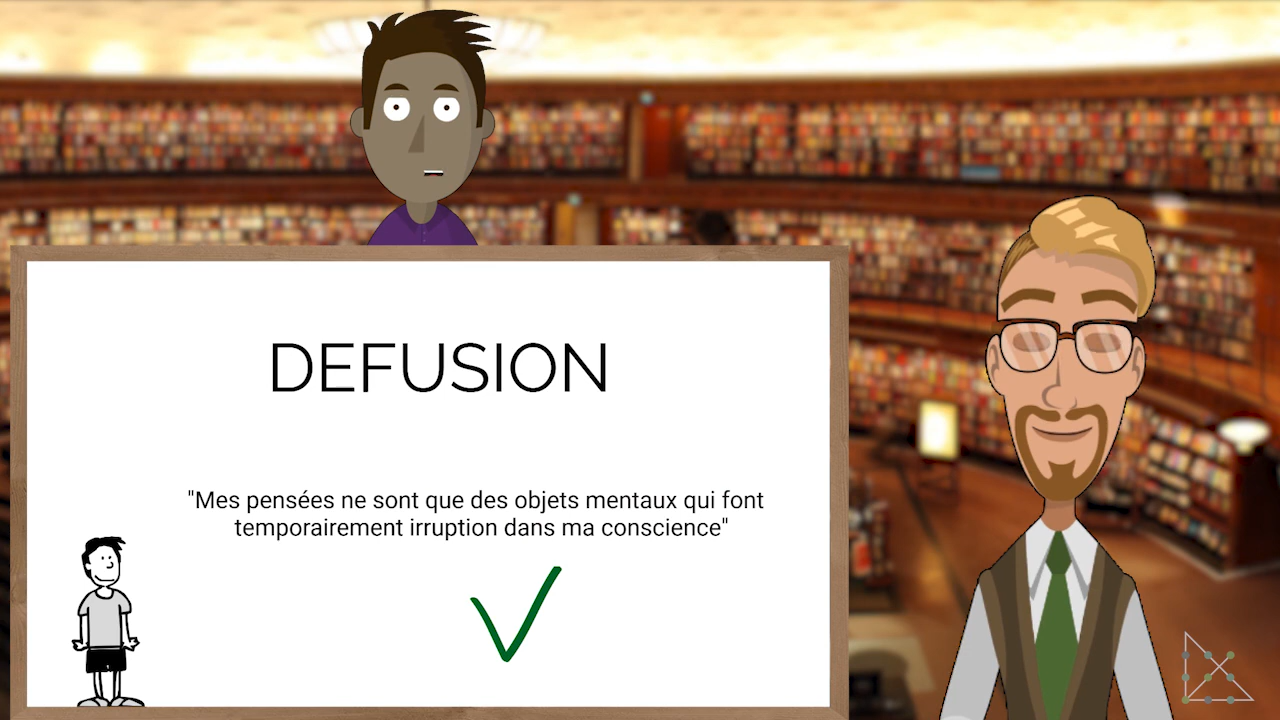 DEFUSION
"Mes pensées ne sont que des objets mentaux qui font
temporairement irruption dans ma conscience"